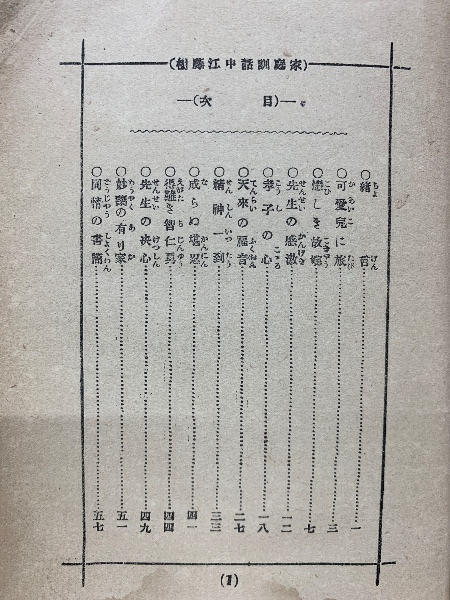 (家庭訓話中江藤樹)
(目次)
○緒言……一
○可愛兒に旅……三
○戀しき故郷……七
○先生の感激……一二
○孝子の心……一八
○天來の福音……二七
○精神一到……三三
○成らぬ堪忍……四一
○得難き智仁勇……四四
○先生の决心……四九
○妙藥の有り家……五一
○同情の書簡……五七
(1)